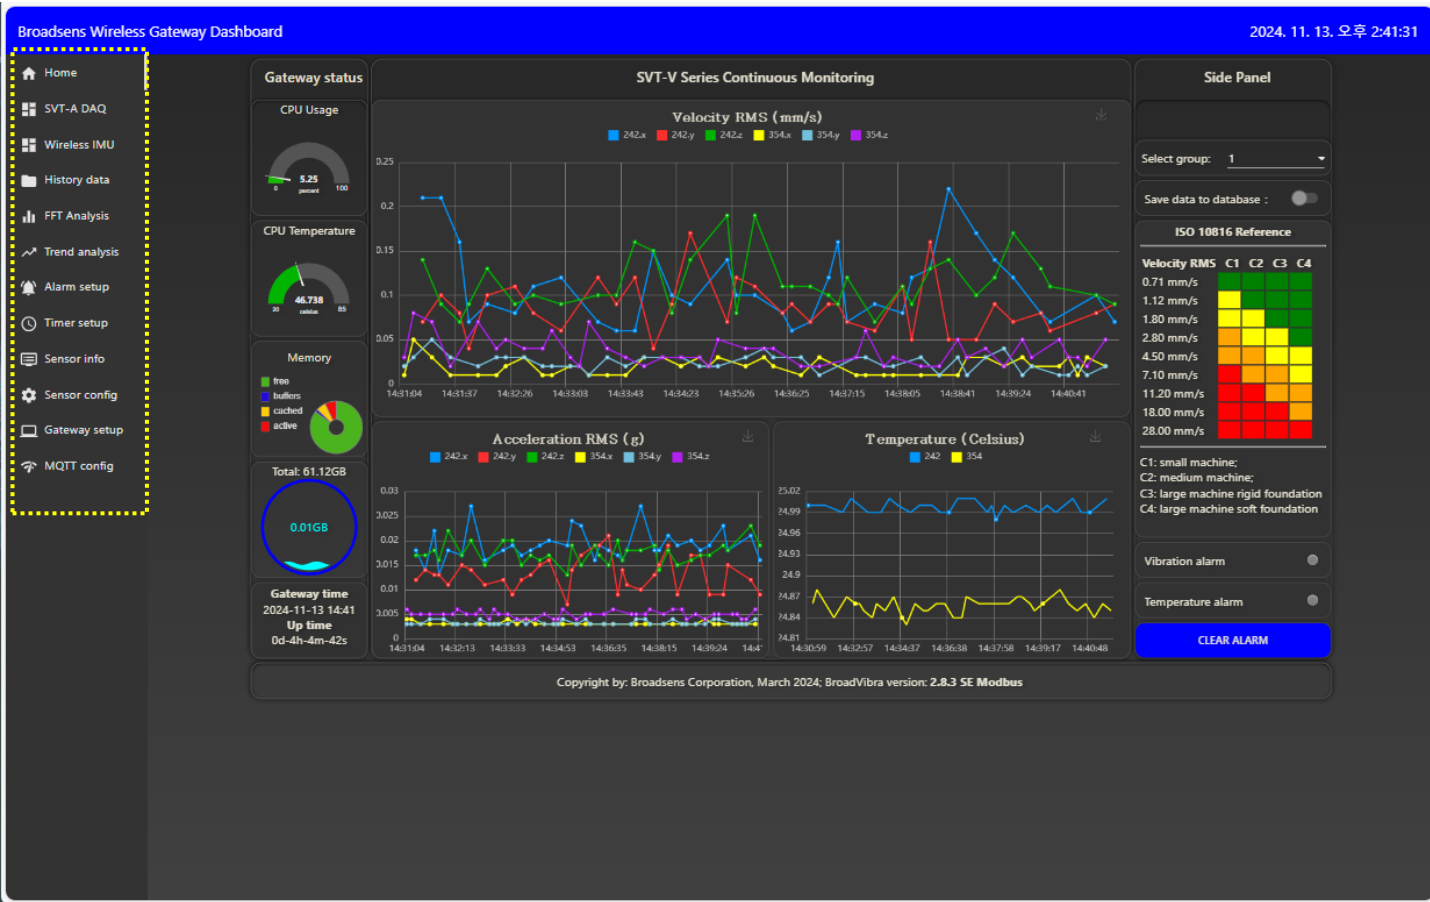 Broadsens Wireless Gateway Dashboard
2024. 11. 13. 오후 2:41:31
Home
SVT-A DAQ
Wireless IMU
History data
FFT Analysis
Trend analysis
Alarm setup
Timer setup
Sensor info
Sensor config
Gateway setup
MQTT config
Gateway status
CPU Usage
5.25
percent
0
100
CPU Temperature
46.738
celsius
30
85
Memory
free
buffers
cached
active
Total: 61.12GB
0.01GB
Gateway time
2024-11-13 14:41
Up time
0d-4h-4m-42s
SVT-V Series Continuous Monitoring
Velocity RMS (mm/s)
242.x 242.y 242.z 354.x 354.y 354.z
0.25
0.2
0.15
0.1
0.05
0
14:31:04 14:31:37 14:32:26 14:33:03 14:33:43 14:34:23 14:35:26 14:36:25 14:37:15 14:38:05 14:39:24 14:40:41
Acceleration RMS (g)
242.x 242.y 242.z 354.x 354.y 354.z
0.03
0.025
0.02
0.015
0.01
0.005
0
14:31:04 14:32:13 14:33:33 14:34:53 14:36:35 14:38:15 14:39:24 14:4
Temperature (Celsius)
242 354
25.02
24.99
24.96
24.93
24.9
24.87
24.84
24.81
14:30:59 14:32:57 14:34:37 14:36:38 14:37:58 14:39:17 14:40:48
Side Panel
Select group: 1
Save data to database :
ISO 10816 Reference
Velocity RMS C1 C2 C3 C4
0.71 mm/s
1.12 mm/s
1.80 mm/s
2.80 mm/s
4.50 mm/s
7.10 mm/s
11.20 mm/s
18.00 mm/s
28.00 mm/s
C1: small machine;
C2: medium machine;
C3: large machine rigid foundation
C4: large machine soft foundation
Vibration alarm
Temperature alarm
CLEAR ALARM
Copyright by: Broadsens Corporation, March 2024; BroadVibra version: 2.8.3 SE Modbus